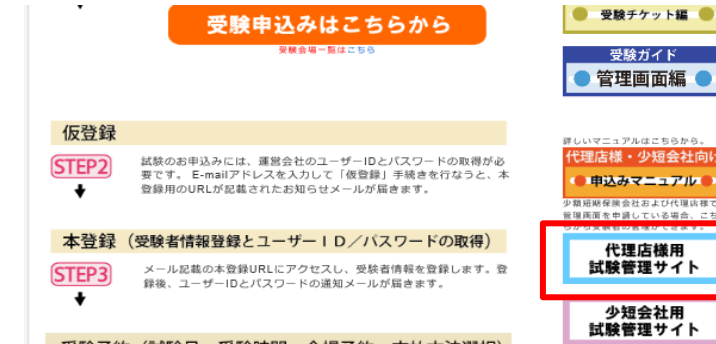 受験申込みはこちらから
受験会場一覧はこちら
仮登録
STEP2
試験のお申込みには、運営会社のユーザーIDとパスワードの取得が必
要です。 E-mailアドレスを入力して「仮登録」手続きを行なうと、本
登録用のURLが記載されたお知らせメールが届きます。
本登録（受験者情報登録とユーザーＩＤ／パスワードの取得）
STEP3
メール記載の本登録URLにアクセスし、受験者情報を登録します。登
録後、ユーザーIDとパスワードの通知メールが届きます。
受験チケット編
受験ガイド
管理画面編
詳しいマニュアルはこちらから。
代理店様・少短会社向け
申込みマニュアル
少額短期保険会社および代理店様で
管理画面を申請している場合、こち
らから受験者の管理ができます。
代理店様用
試験管理サイト
少短会社用
試験管理サイト